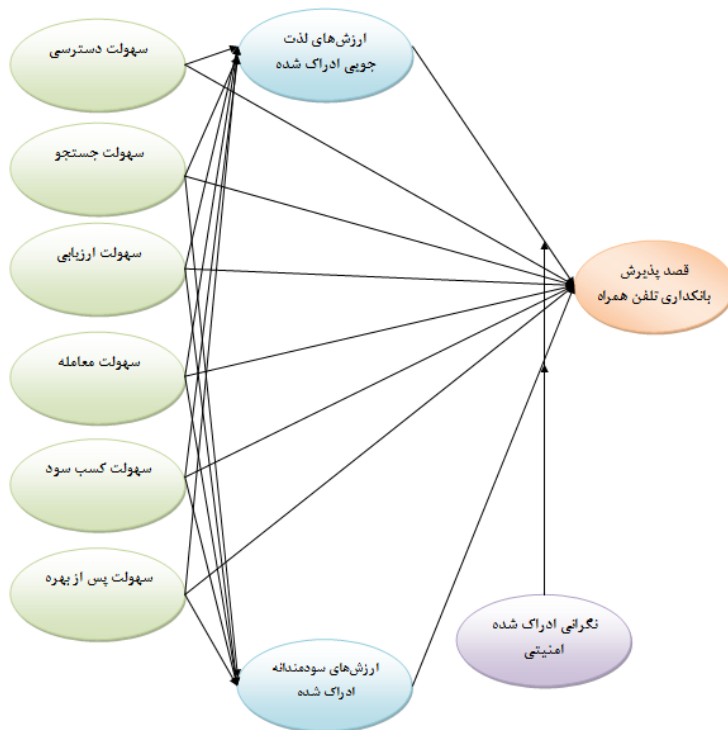 سهولت دسترسی
سهولت جستجو
سهولت ارزیابی
سهولت معامله
سهولت کسب سود
سهولت پس از بهره
ارزش‌های لذت
جویی ادراک شده
ارزش‌های سودمندانه
ادراک شده
قصد پذیرش
بانکداری تلفن همراه
نگرانی ادراک شده
امنیتی